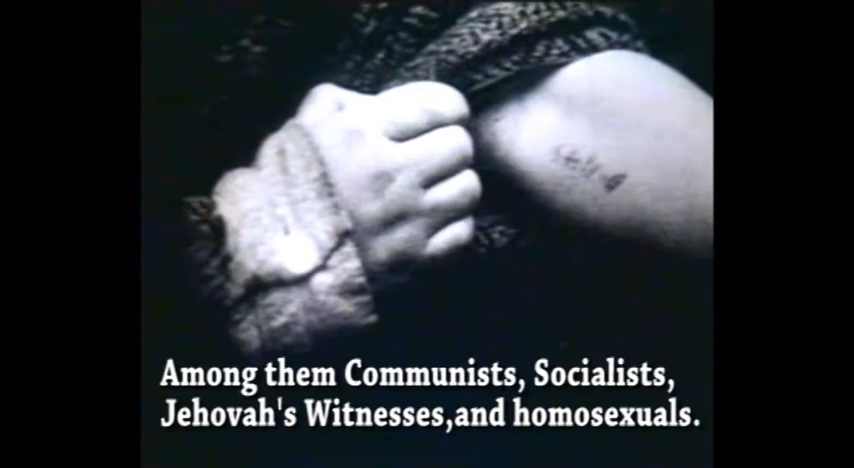 Among them Communists, Socialists,
Jehovah's Witnesses,and homosexuals.